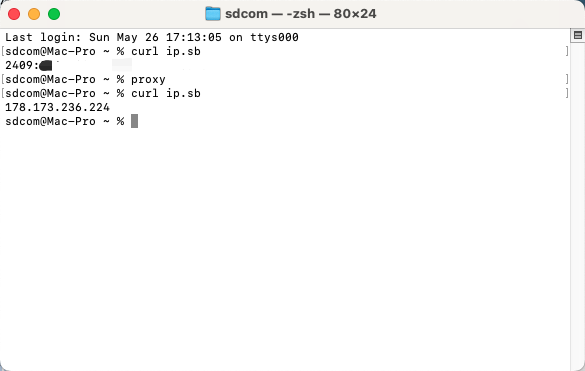 sdcom — -zsh — 80×24
Last login: Sun May 26 17:13:05 on ttys000
[sdcom@Mac-Pro ~ % curl ip.sb ]
2409:
[sdcom@Mac-Pro ~ % proxy ]
[sdcom@Mac-Pro ~ % curl ip.sb ]
178.173.236.224
sdcom@Mac-Pro ~ %